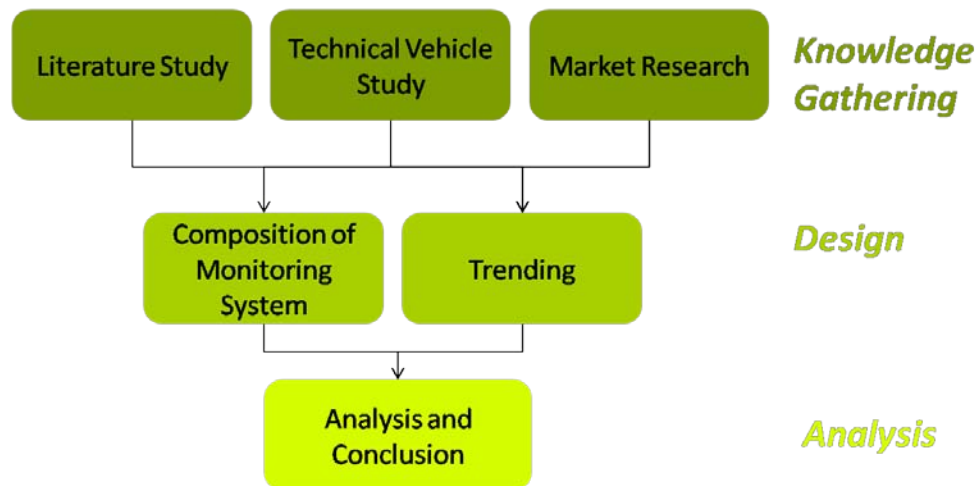 Literature Study
Technical Vehicle
Study
Market Research
Knowledge
Gathering
Composition of
Monitoring
System
Trending
Design
Analysis and
Conclusion
Analysis